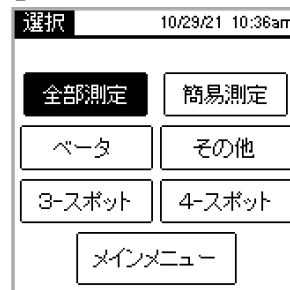 選択 10/29/21 10:36am
全部測定 簡易測定
ベータ その他
3-スポット 4-スポット
メインメニュー